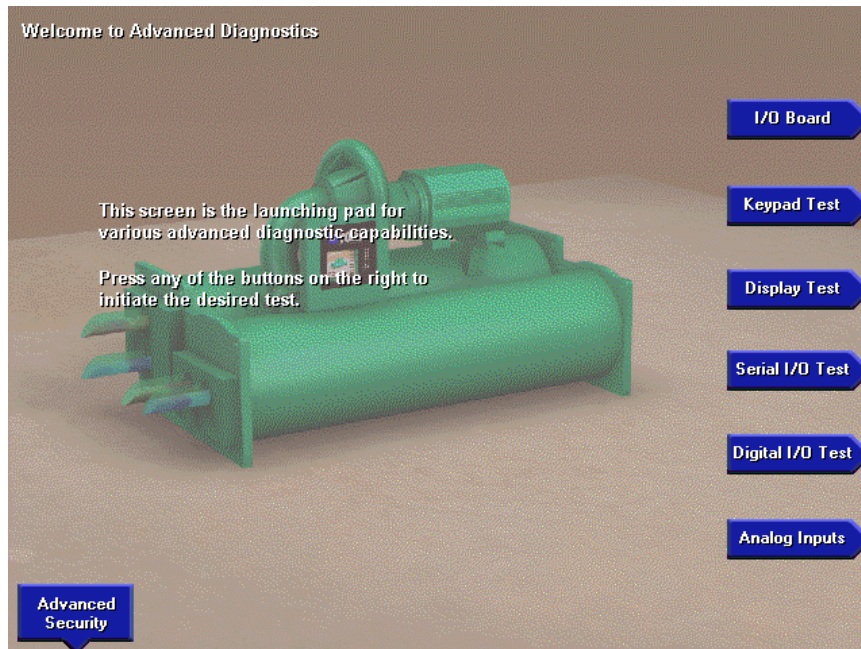 Welcome to Advanced Diagnostics
This screen is the launching pad for
various advanced diagnostic capabilities.
Press any of the buttons on the right to
initiate the desired test.
I/O Board
Keypad Test
Display Test
Serial I/O Test
Digital I/O Test
Analog Inputs
Advanced
Security